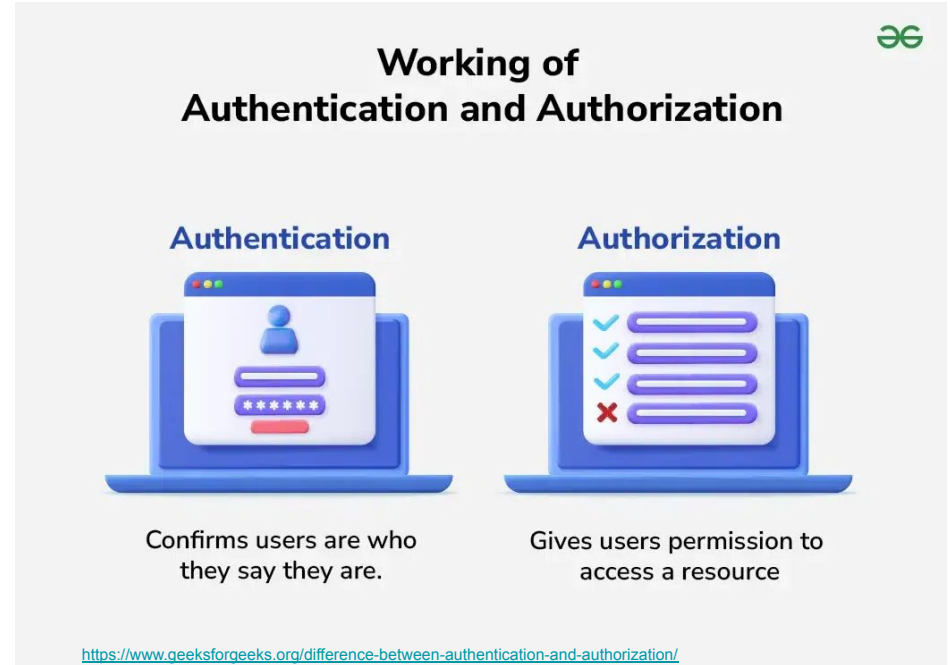 Working of
Authentication and Authorization
Authentication
Authorization
******
Confirms users are who
they say they are.
Gives users permission to
access a resource
https://www.geeksforgeeks.org/difference-between-authentication-and-authorization/